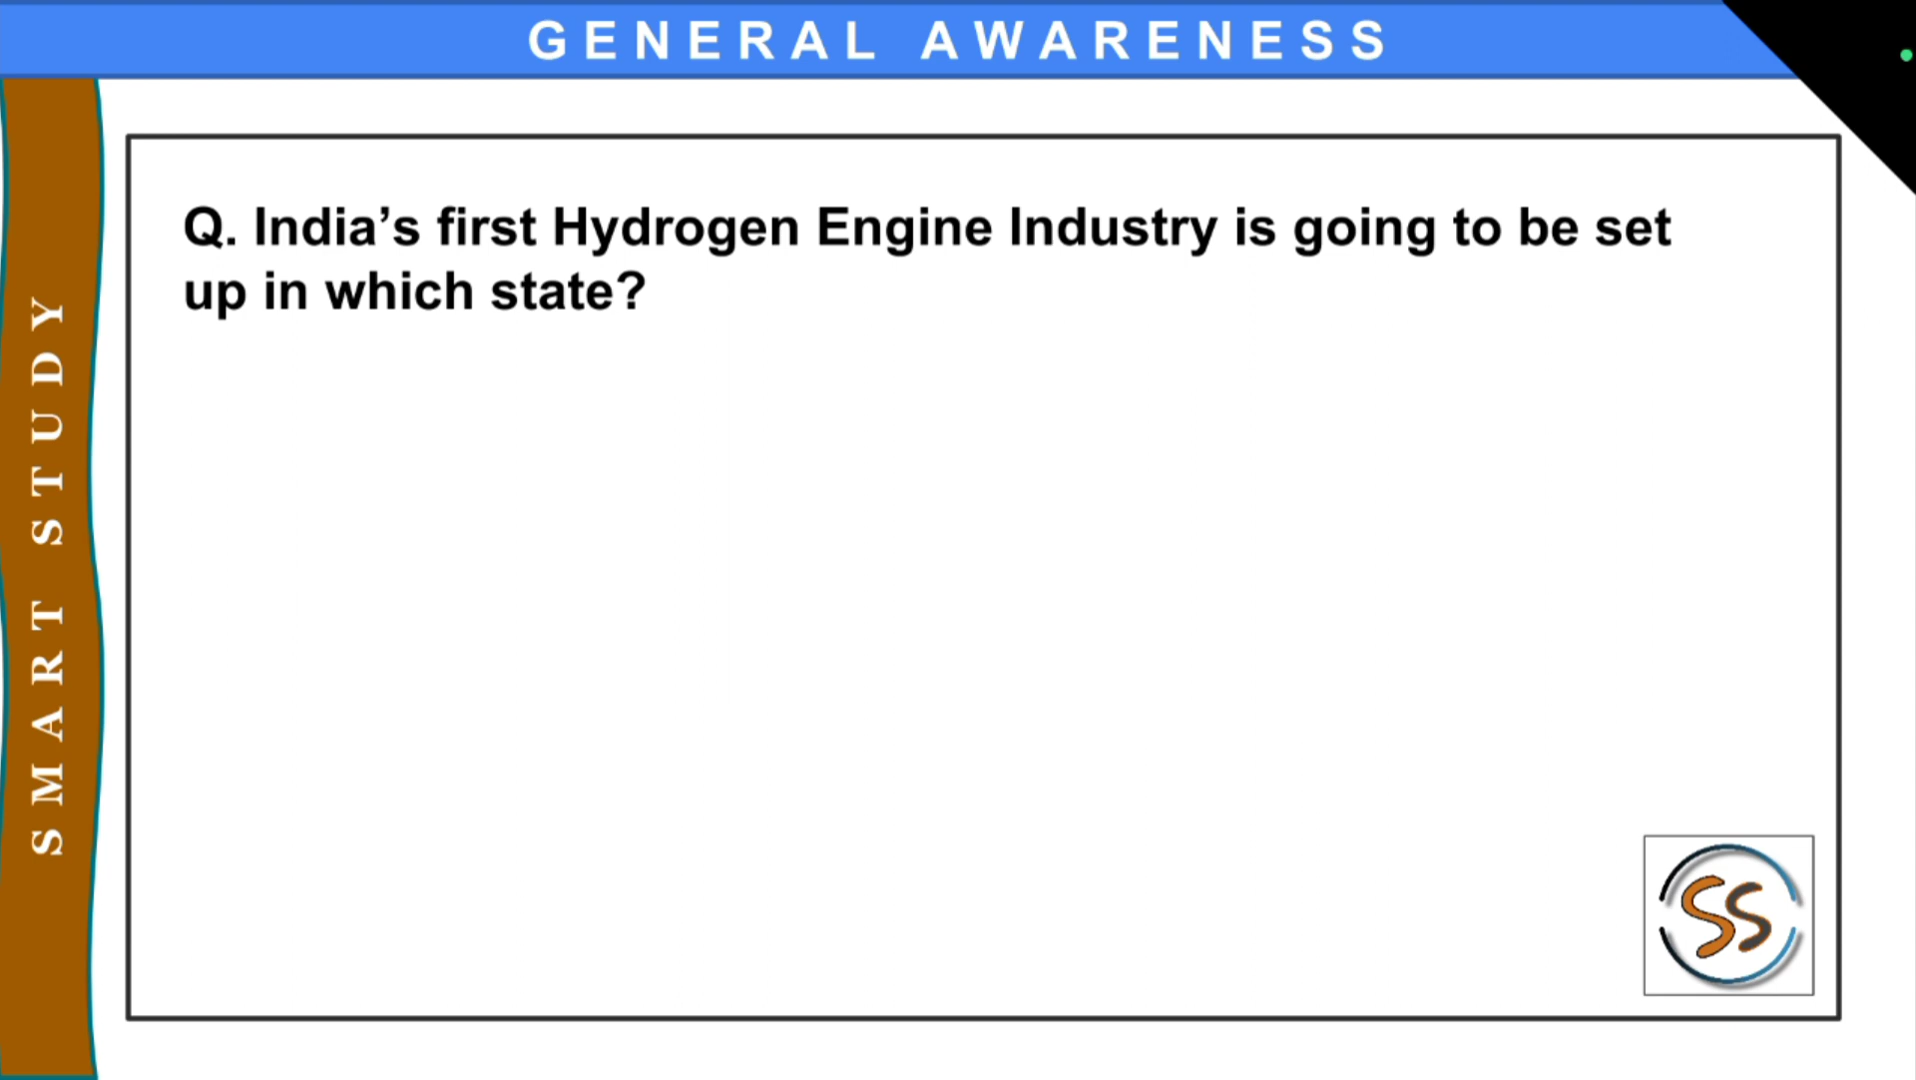 GENERAL AWARENESS
SMART STUDY
Q. India’s first Hydrogen Engine Industry is going to be set
up in which state?
SS